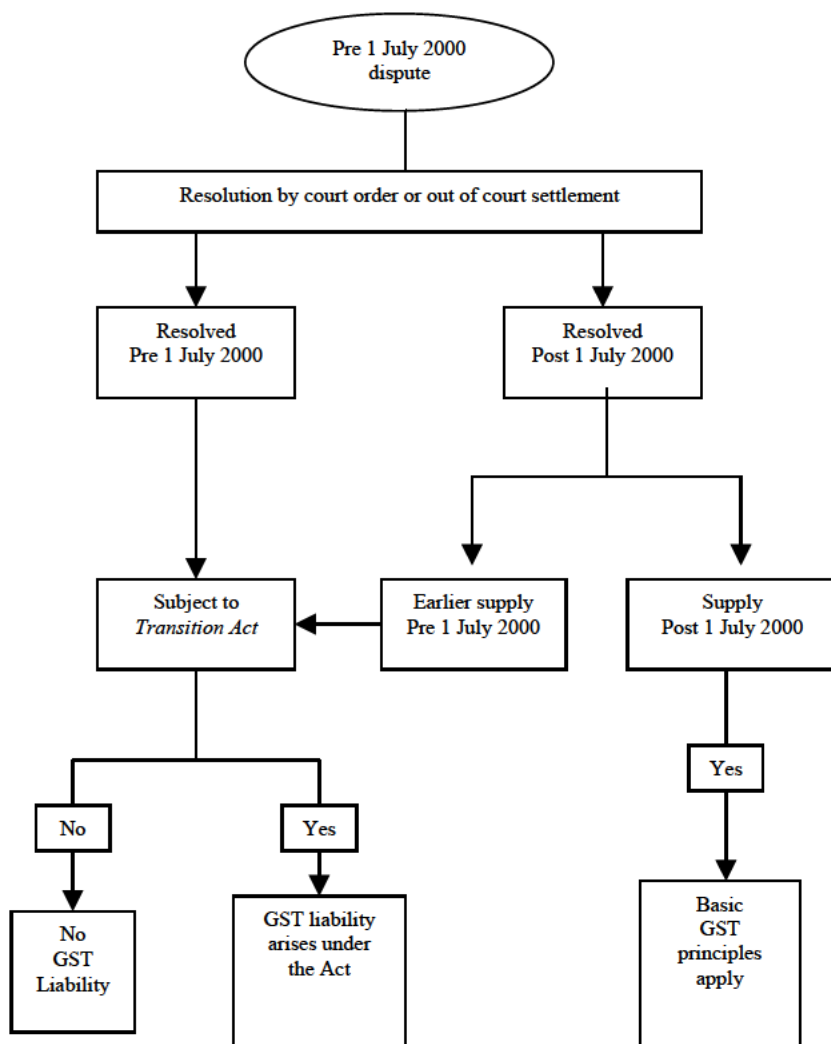 Pre 1 July 2000
dispute
Resolution by court order or out of court settlement
Resolved
Pre 1 July 2000
Resolved
Post 1 July 2000
Subject to
Transition Act
Earlier supply
Pre 1 July 2000
Supply
Post 1 July 2000
Yes
No
Yes
No
GST
Liability
GST liability
arises under
the Act
Basic
GST
principles
apply